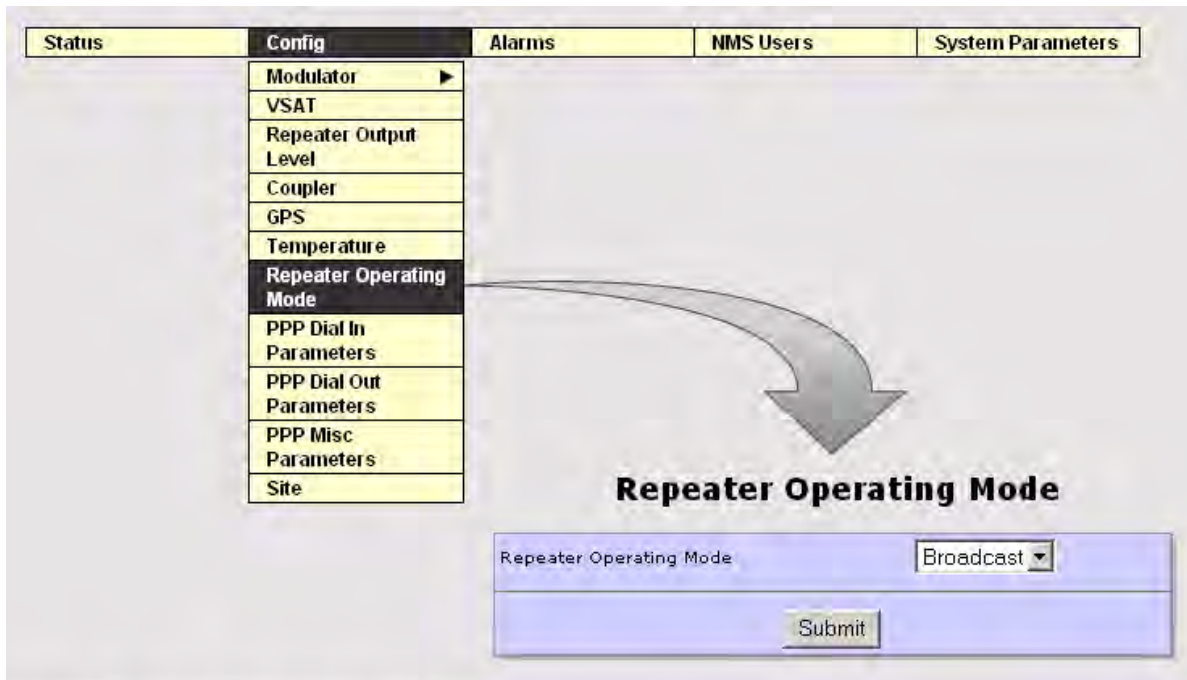 Status Config Alarms NMS Users System Parameters
Modulator ►
VSAT
Repeater Output
Level
Coupler
GPS
Temperature
Repeater Operating
Mode
PPP Dial In
Parameters
PPP Dial Out
Parameters
PPP Misc
Parameters
Site
Repeater Operating Mode
Repeater Operating Mode Broadcast
Submit